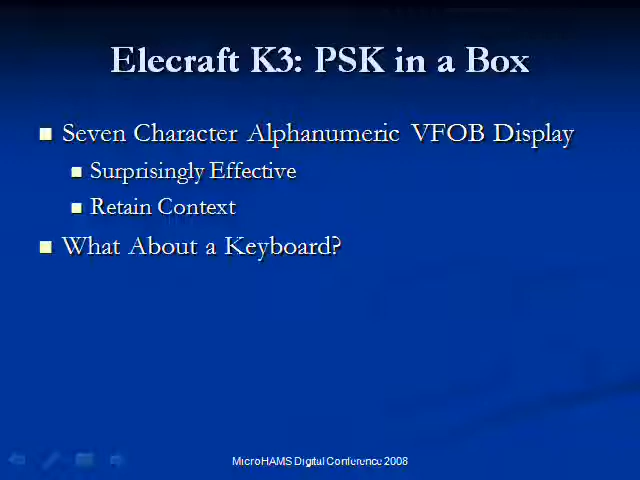 Elecraft K3: PSK in a Box
Seven Character Alphanumeric VFOB Display
Surprisingly Effective
Retain Context
What About a Keyboard?
MicroHAMS Digital Conference 2008